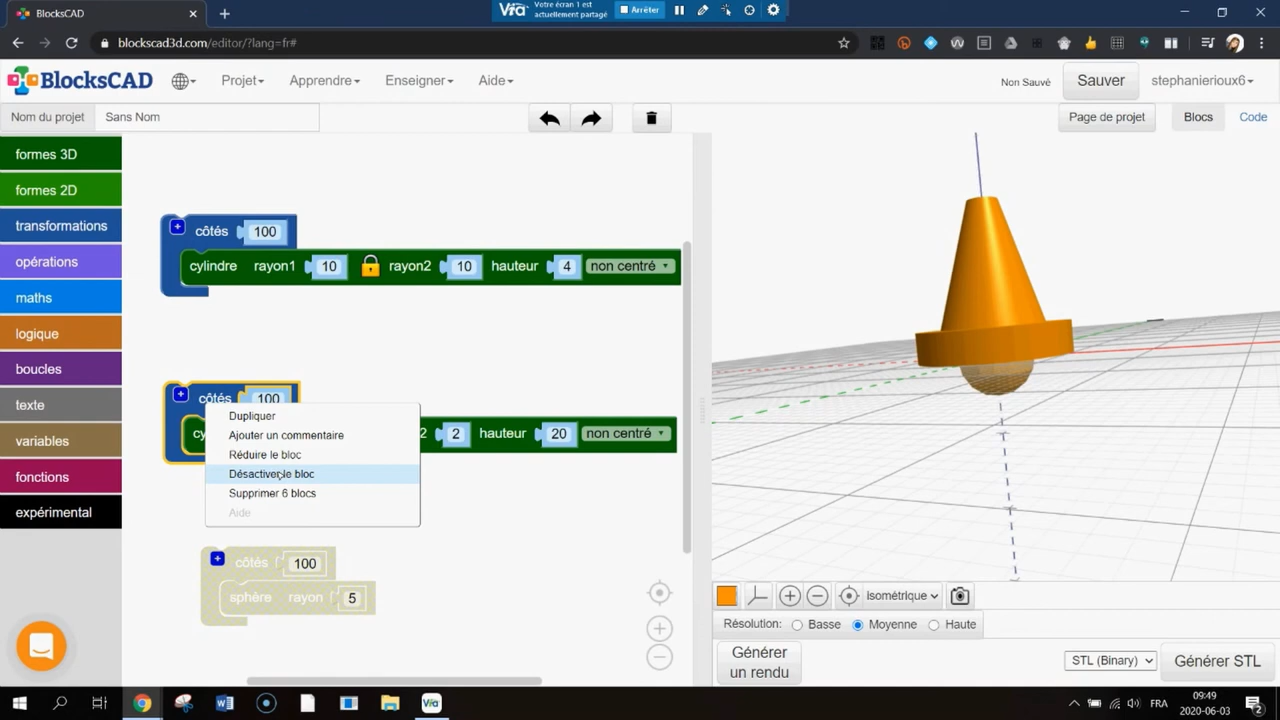 BlocksCAD
Votre écran 1 est
actuellement partagé
Arrêter
blockscad3d.com/editor/?lang=fr#
BlocksCAD
Projet
Apprendre
Enseigner
Aide
Non Sauvé
Sauver
stephanierioux6
Nom du projet
Sans Nom
Page de projet
Blocs
Code
formes 3D
formes 2D
transformations
opérations
maths
logique
boucles
texte
variables
fonctions
expérimental
côtés 100
cylindre rayon1 10 rayon2 10 hauteur 4 non centré
côtés 100
cy 2 2 hauteur 20 non centré
Dupliquer
Ajouter un commentaire
Réduire le bloc
Désactiver le bloc
Supprimer 6 blocs
Aide
côtés 100
sphère rayon 5
isométrique
Résolution: Basse Moyenne Haute
Générer
un rendu
STL (Binary)
Générer STL
FRA
09:49
2020-06-03
2